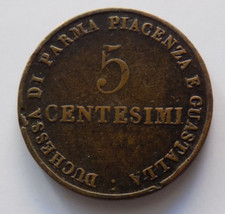 DUCHESSA DI PARMA PIACENZA E GUASTALLA
5
CENTESIMI